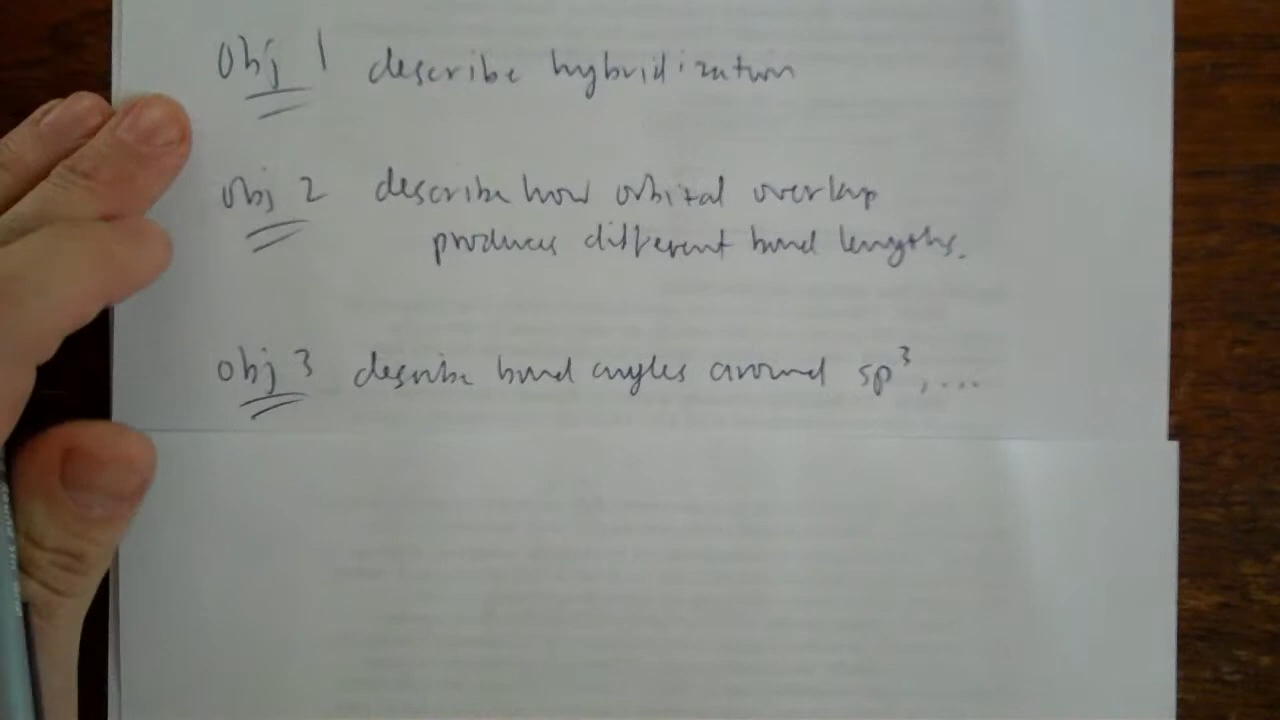 Obj 1 describe hybridization
Obj 2 describe how orbital overlap
produces different bond lengths.
Obj 3 describe bond angles around sp³, ...